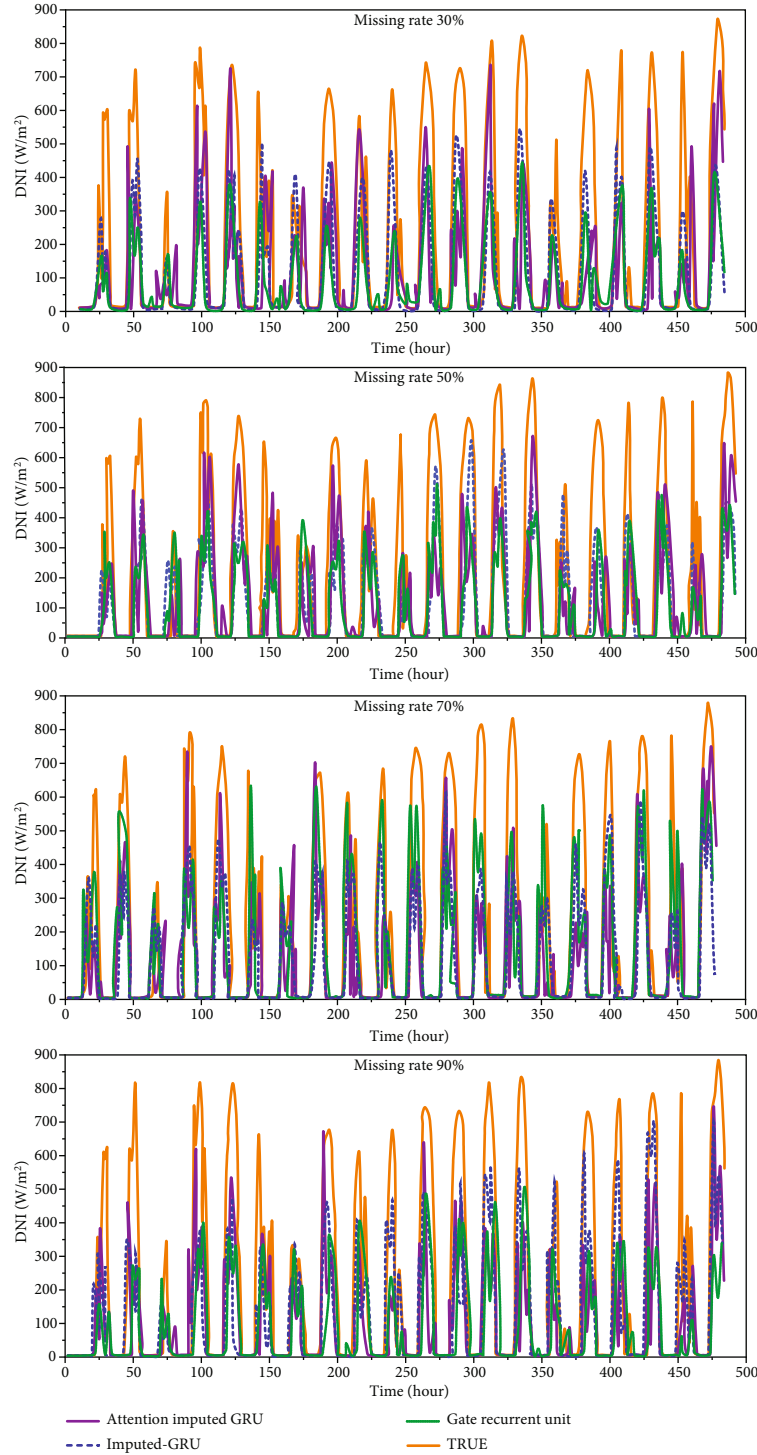 Missing rate 30%
900
800
700
600
500
400
300
200
100
0
DNI (W/m²)
0 50 100 150 200 250 300 350 400 450 500
Time (hour)
Missing rate 50%
900
800
700
600
500
400
300
200
100
0
DNI (W/m²)
0 50 100 150 200 250 300 350 400 450 500
Time (hour)
Missing rate 70%
900
800
700
600
500
400
300
200
100
0
DNI (W/m²)
0 50 100 150 200 250 300 350 400 450 500
Time (hour)
Missing rate 90%
900
800
700
600
500
400
300
200
100
0
DNI (W/m²)
0 50 100 150 200 250 300 350 400 450 500
Time (hour)
Attention imputed GRU
Imputed-GRU
Gate recurrent unit
TRUE